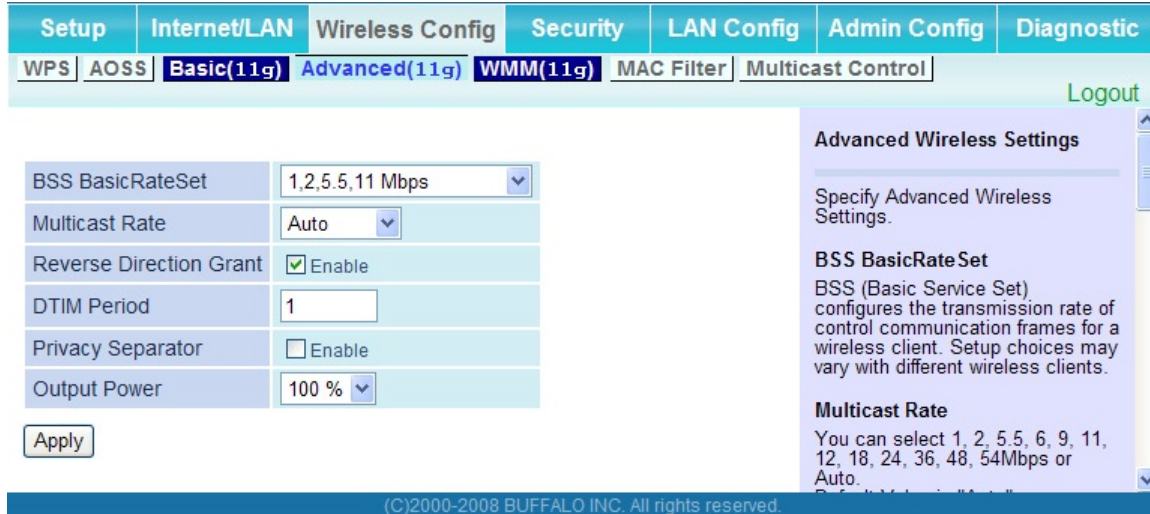 Setup Internet/LAN Wireless Config Security LAN Config Admin Config Diagnostic
WPS AOSS Basic(11g) Advanced(11g) WMM(11g) MAC Filter Multicast Control
Logout
BSS BasicRateSet 1,2,5.5,11 Mbps
Multicast Rate Auto
Reverse Direction Grant Enable
DTIM Period 1
Privacy Separator Enable
Output Power 100 %
Apply
Advanced Wireless Settings
Specify Advanced Wireless
Settings.
BSS BasicRateSet
BSS (Basic Service Set)
configures the transmission rate of
control communication frames for a
wireless client. Setup choices may
vary with different wireless clients.
Multicast Rate
You can select 1, 2, 5.5, 6, 9, 11,
12, 18, 24, 36, 48, 54Mbps or
Auto.
(C)2000-2008 BUFFALO INC. All rights reserved.